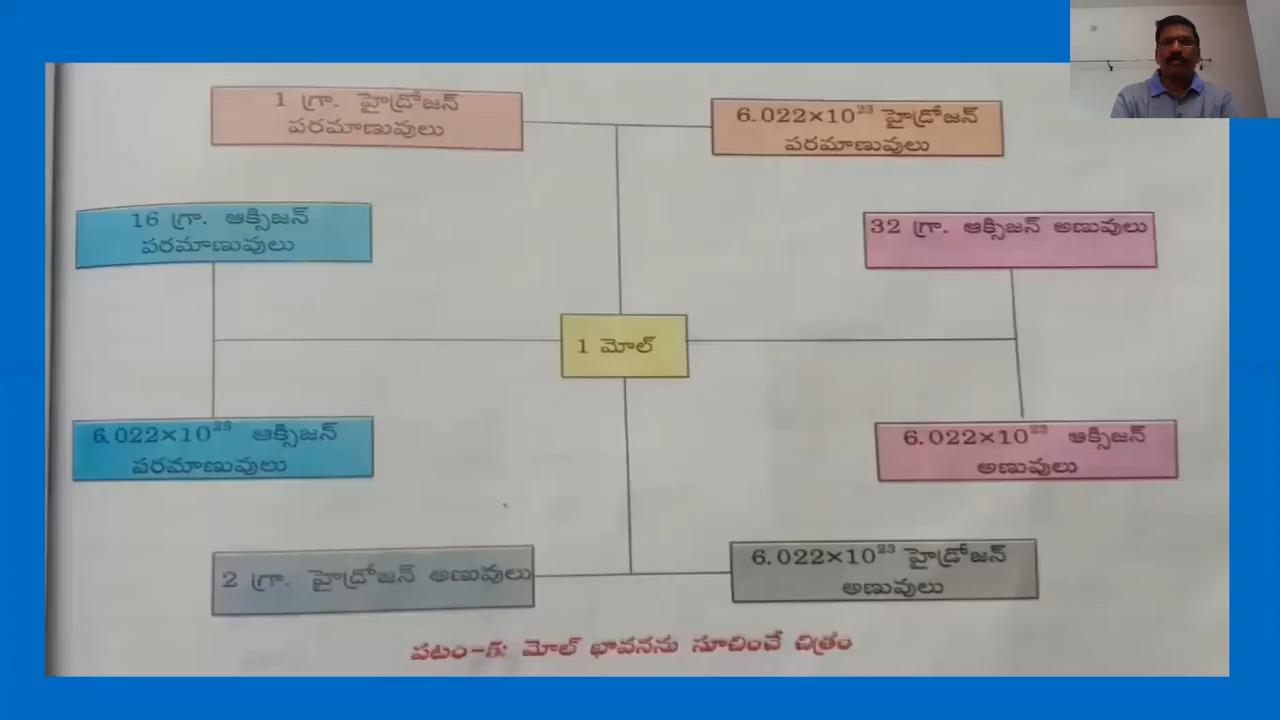 1 గ్రా. హైడ్రోజన్
పరమాణువులు
6.022×10²³ హైడ్రోజన్
పరమాణువులు
16 గ్రా. ఆక్సిజన్
పరమాణువులు
32 గ్రా. ఆక్సిజన్ అణువులు
1 మోల్
6.022×10²³ ఆక్సిజన్
పరమాణువులు
6.022×10²³ ఆక్సిజన్
అణువులు
2 గ్రా. హైడ్రోజన్ అణువులు
6.022×10²³ హైడ్రోజన్
అణువులు
పటం-5: మోల్ భావనను సూచించే చిత్రం